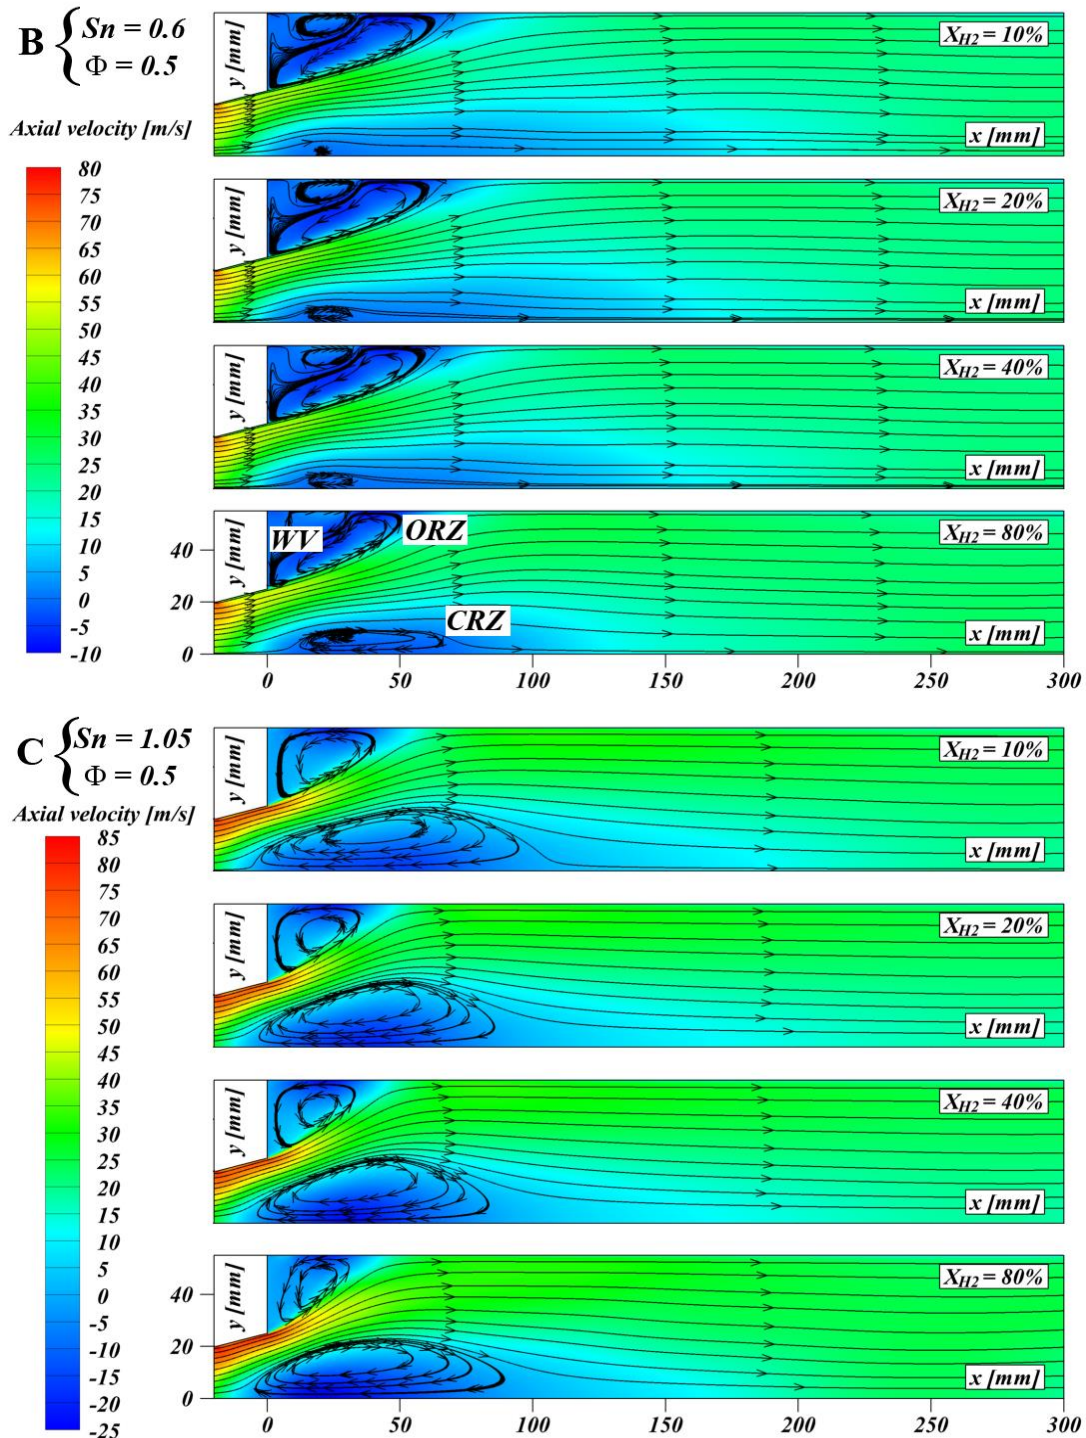 B { Sn = 0.6
Φ = 0.5
Axial velocity [m/s]
80
75
70
65
60
55
50
45
40
35
30
25
20
15
10
5
0
-5
-10
y [mm]
X_H2 = 10%
x [mm]
y [mm]
X_H2 = 20%
x [mm]
y [mm]
X_H2 = 40%
x [mm]
40
20
0
y [mm]
WV
ORZ
CRZ
X_H2 = 80%
x [mm]
0 50 100 150 200 250 300
C { Sn = 1.05
Φ = 0.5
Axial velocity [m/s]
85
80
75
70
65
60
55
50
45
40
35
30
25
20
15
10
5
0
-5
-10
-15
-20
-25
y [mm]
X_H2 = 10%
x [mm]
y [mm]
X_H2 = 20%
x [mm]
y [mm]
X_H2 = 40%
x [mm]
40
20
0
y [mm]
X_H2 = 80%
x [mm]
0 50 100 150 200 250 300